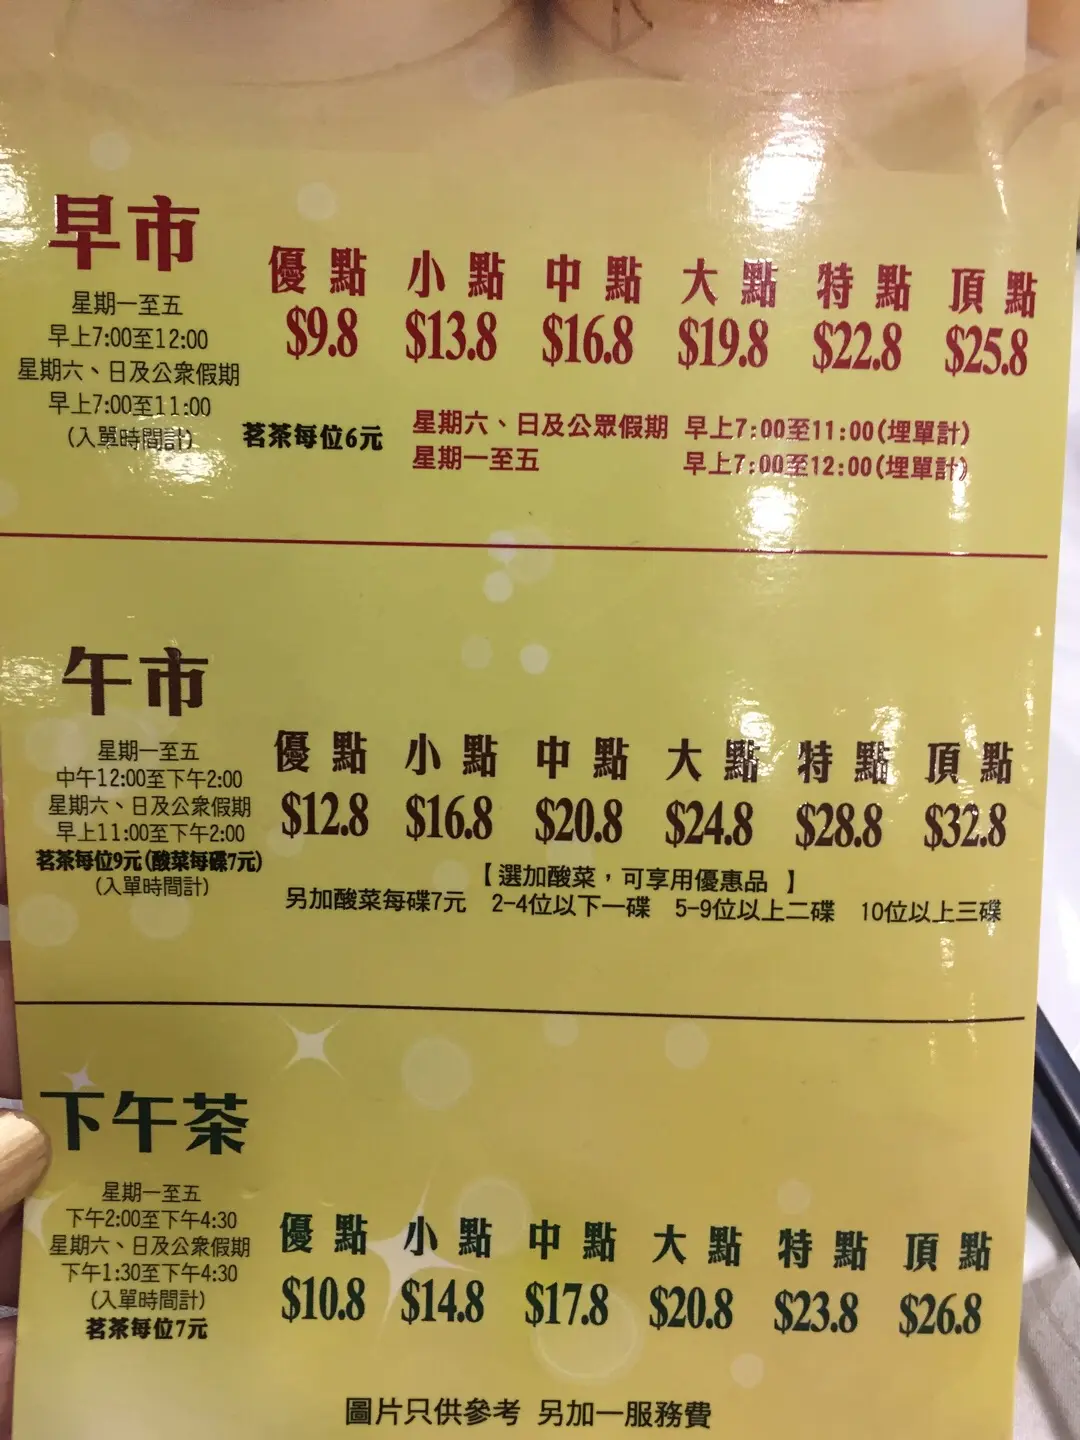 早市
星期一至五
早上7:00至12:00
星期六、日及公衆假期
早上7:00至11:00
(入單時間計)
優點 小點 中點 大點 特點 頂點
$9.8 $13.8 $16.8 $19.8 $22.8 $25.8
茗茶每位6元
星期六、日及公眾假期 早上7:00至11:00(埋單計)
星期一至五 早上7:00至12:00(埋單計)
午市
星期一至五
中午12:00至下午2:00
星期六、日及公衆假期
早上11:00至下午2:00
茗茶每位9元(酸菜每碟7元)
(入單時間計)
優點 小點 中點 大點 特點 頂點
$12.8 $16.8 $20.8 $24.8 $28.8 $32.8
【選加酸菜，可享用優惠品 】
另加酸菜每碟7元 2-4位以下一碟 5-9位以上二碟 10位以上三碟
下午茶
星期一至五
下午2:00至下午4:30
星期六、日及公衆假期
下午1:30至下午4:30
(入單時間計)
茗茶每位7元
優點 小點 中點 大點 特點 頂點
$10.8 $14.8 $17.8 $20.8 $23.8 $26.8
圖片只供參考 另加一服務費